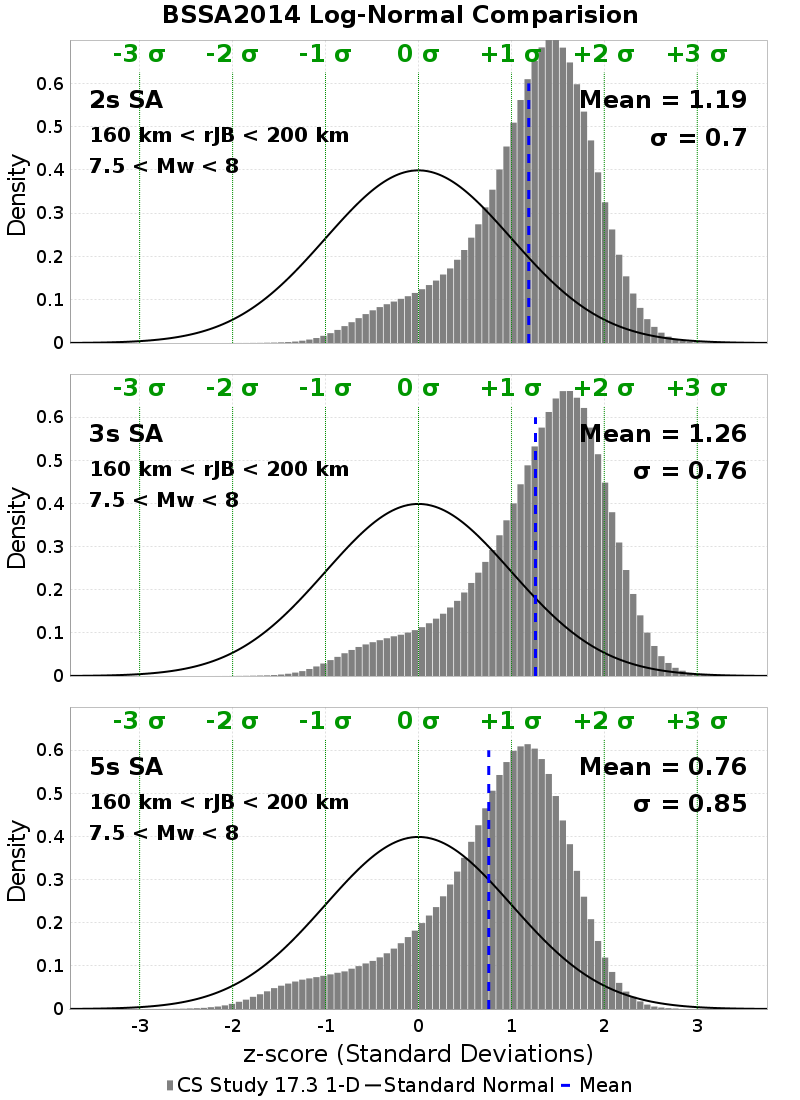 BSSA2014 Log-Normal Comparision
-3 σ -2 σ -1 σ 0 σ +1 σ +2 σ +3 σ
2s SA
Mean = 1.19
160 km < rJB < 200 km
σ = 0.7
7.5 < Mw < 8
0.6
0.5
0.4
0.3
0.2
0.1
0
Density
-3 σ -2 σ -1 σ 0 σ +1 σ +2 σ +3 σ
3s SA
Mean = 1.26
160 km < rJB < 200 km
σ = 0.76
7.5 < Mw < 8
0.6
0.5
0.4
0.3
0.2
0.1
0
Density
-3 σ -2 σ -1 σ 0 σ +1 σ +2 σ +3 σ
5s SA
Mean = 0.76
160 km < rJB < 200 km
σ = 0.85
7.5 < Mw < 8
0.6
0.5
0.4
0.3
0.2
0.1
0
Density
-3 -2 -1 0 1 2 3
z-score (Standard Deviations)
CS Study 17.3 1-D Standard Normal Mean